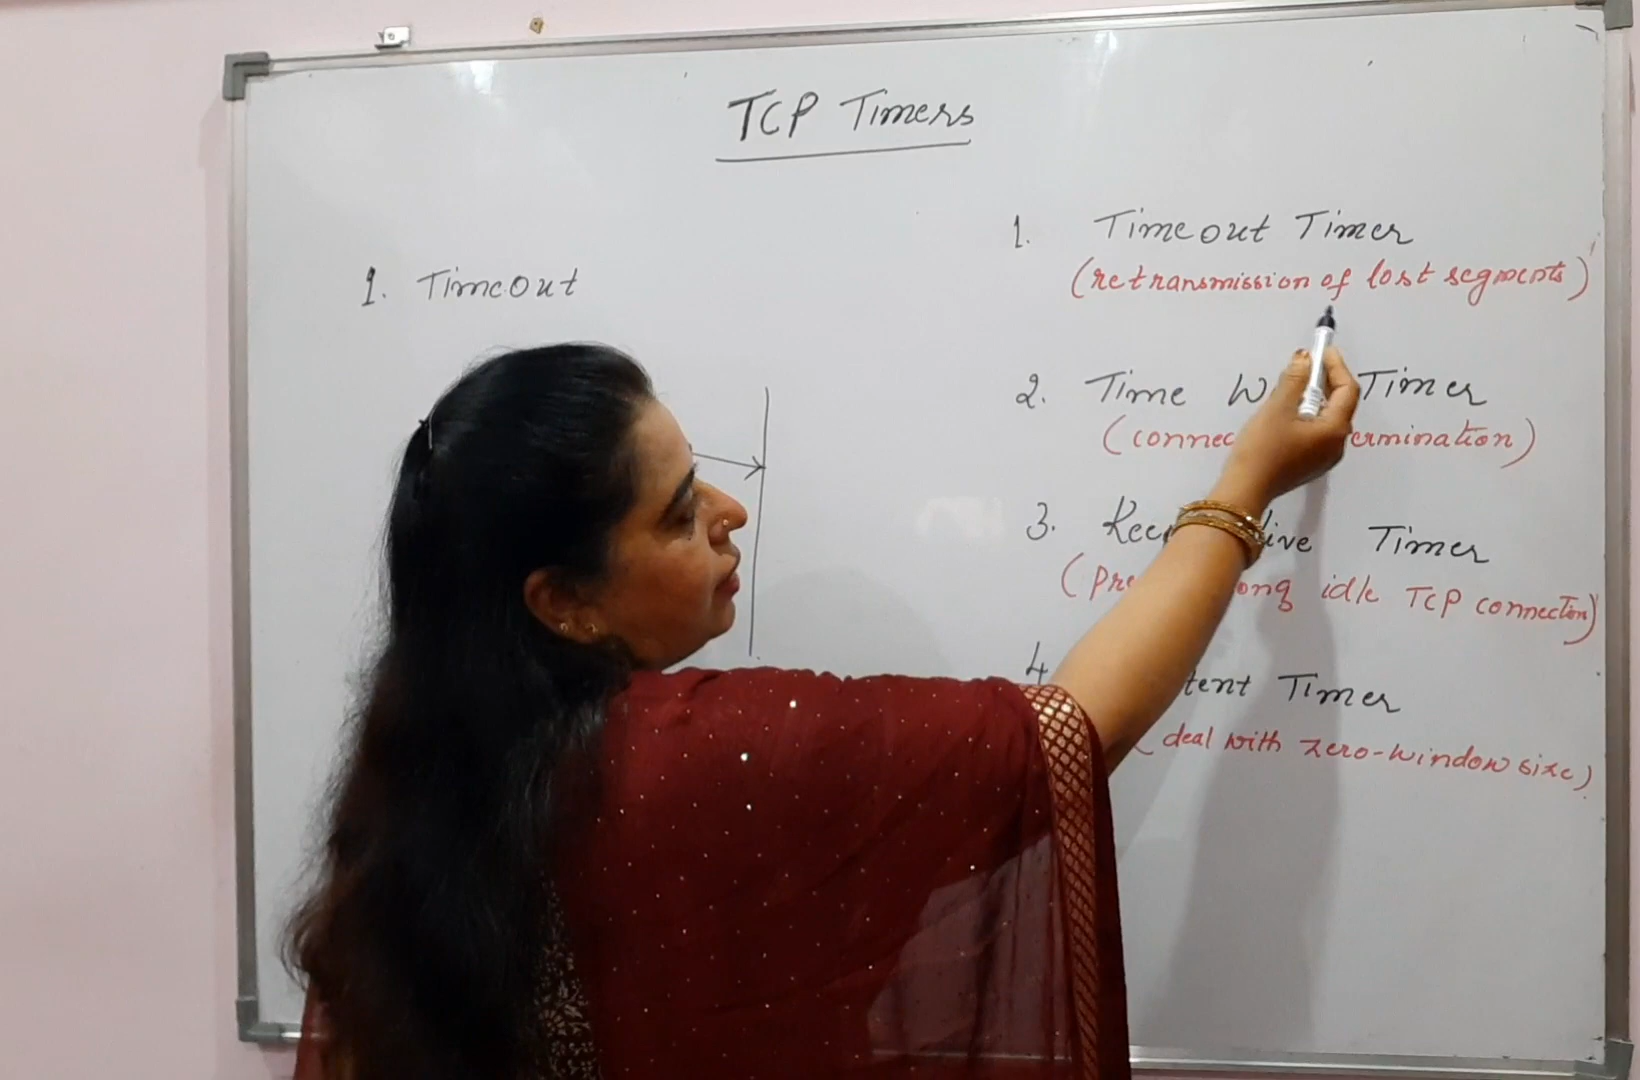 TCP Timers
1. Timeout
1. Timeout Timer
(retransmission of lost segments)
2. Time Timer
(
3. Timer
( idle TCP connection)
4 Timer
(deal with zero-window size)